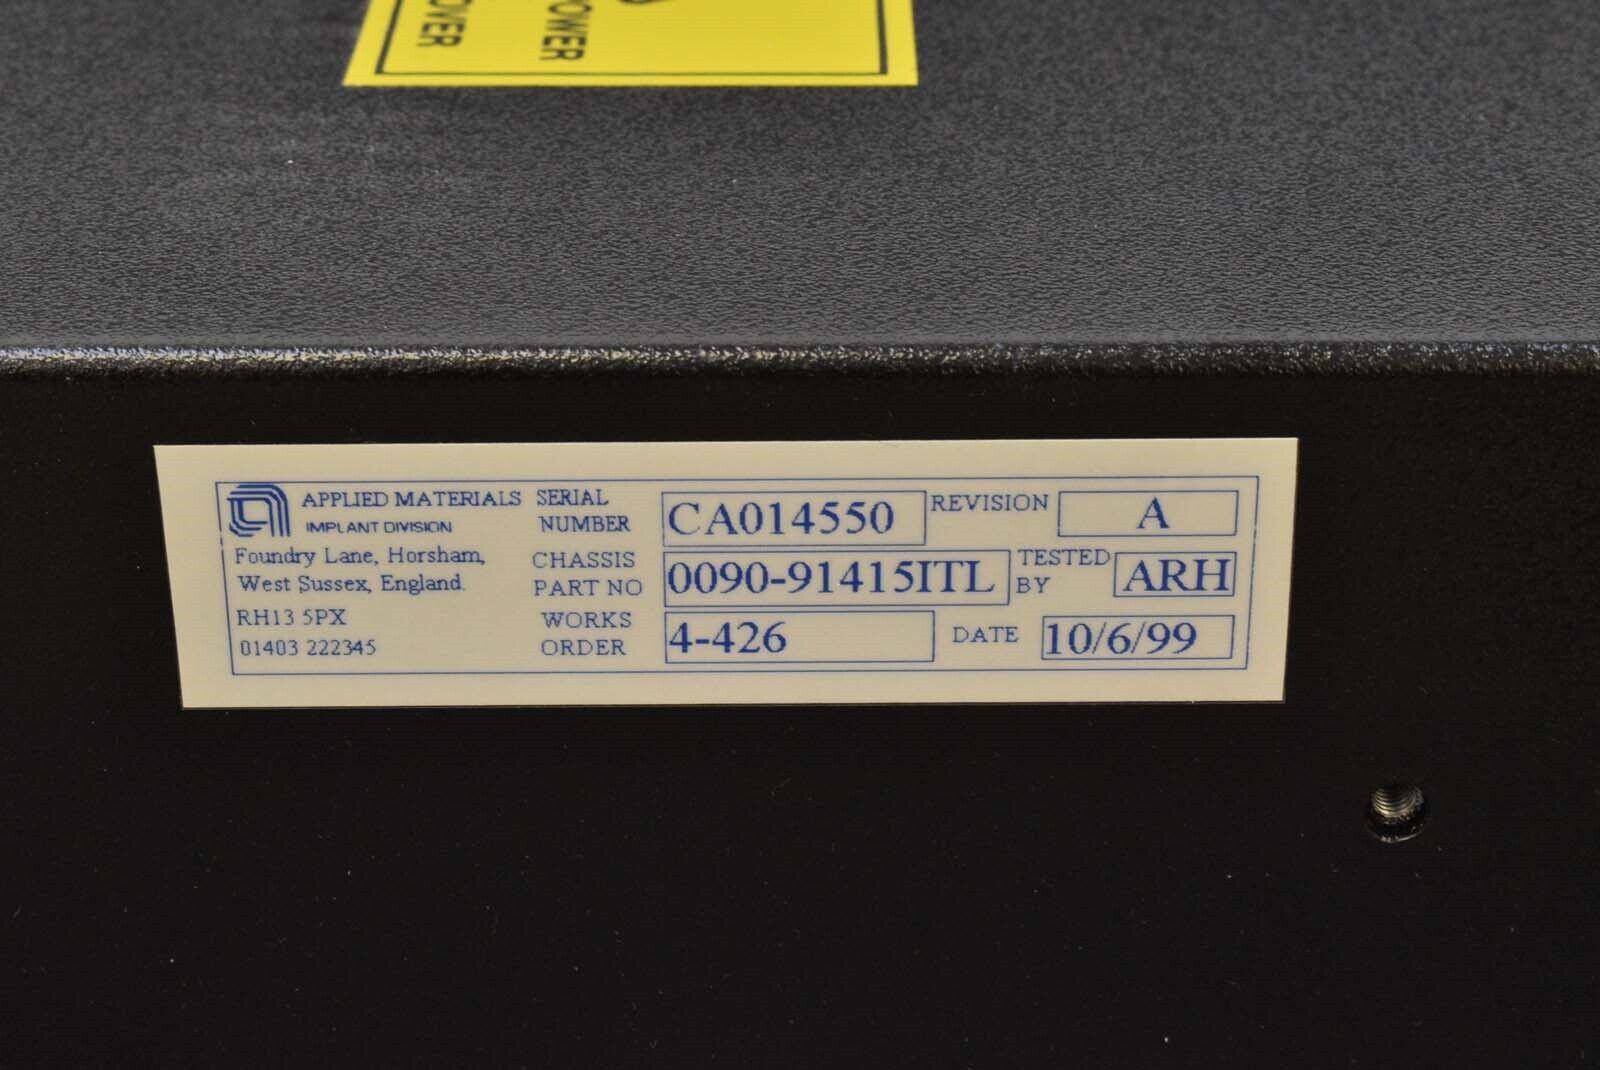 POWER
OVER
APPLIED MATERIALS
IMPLANT DIVISION
Foundry Lane, Horsham,
West Sussex, England.
RH13 5PX
01403 222345
SERIAL NUMBER CA014550
REVISION A
CHASSIS PART NO 0090-91415ITL
TESTED BY ARH
WORKS ORDER 4-426
DATE 10/6/99